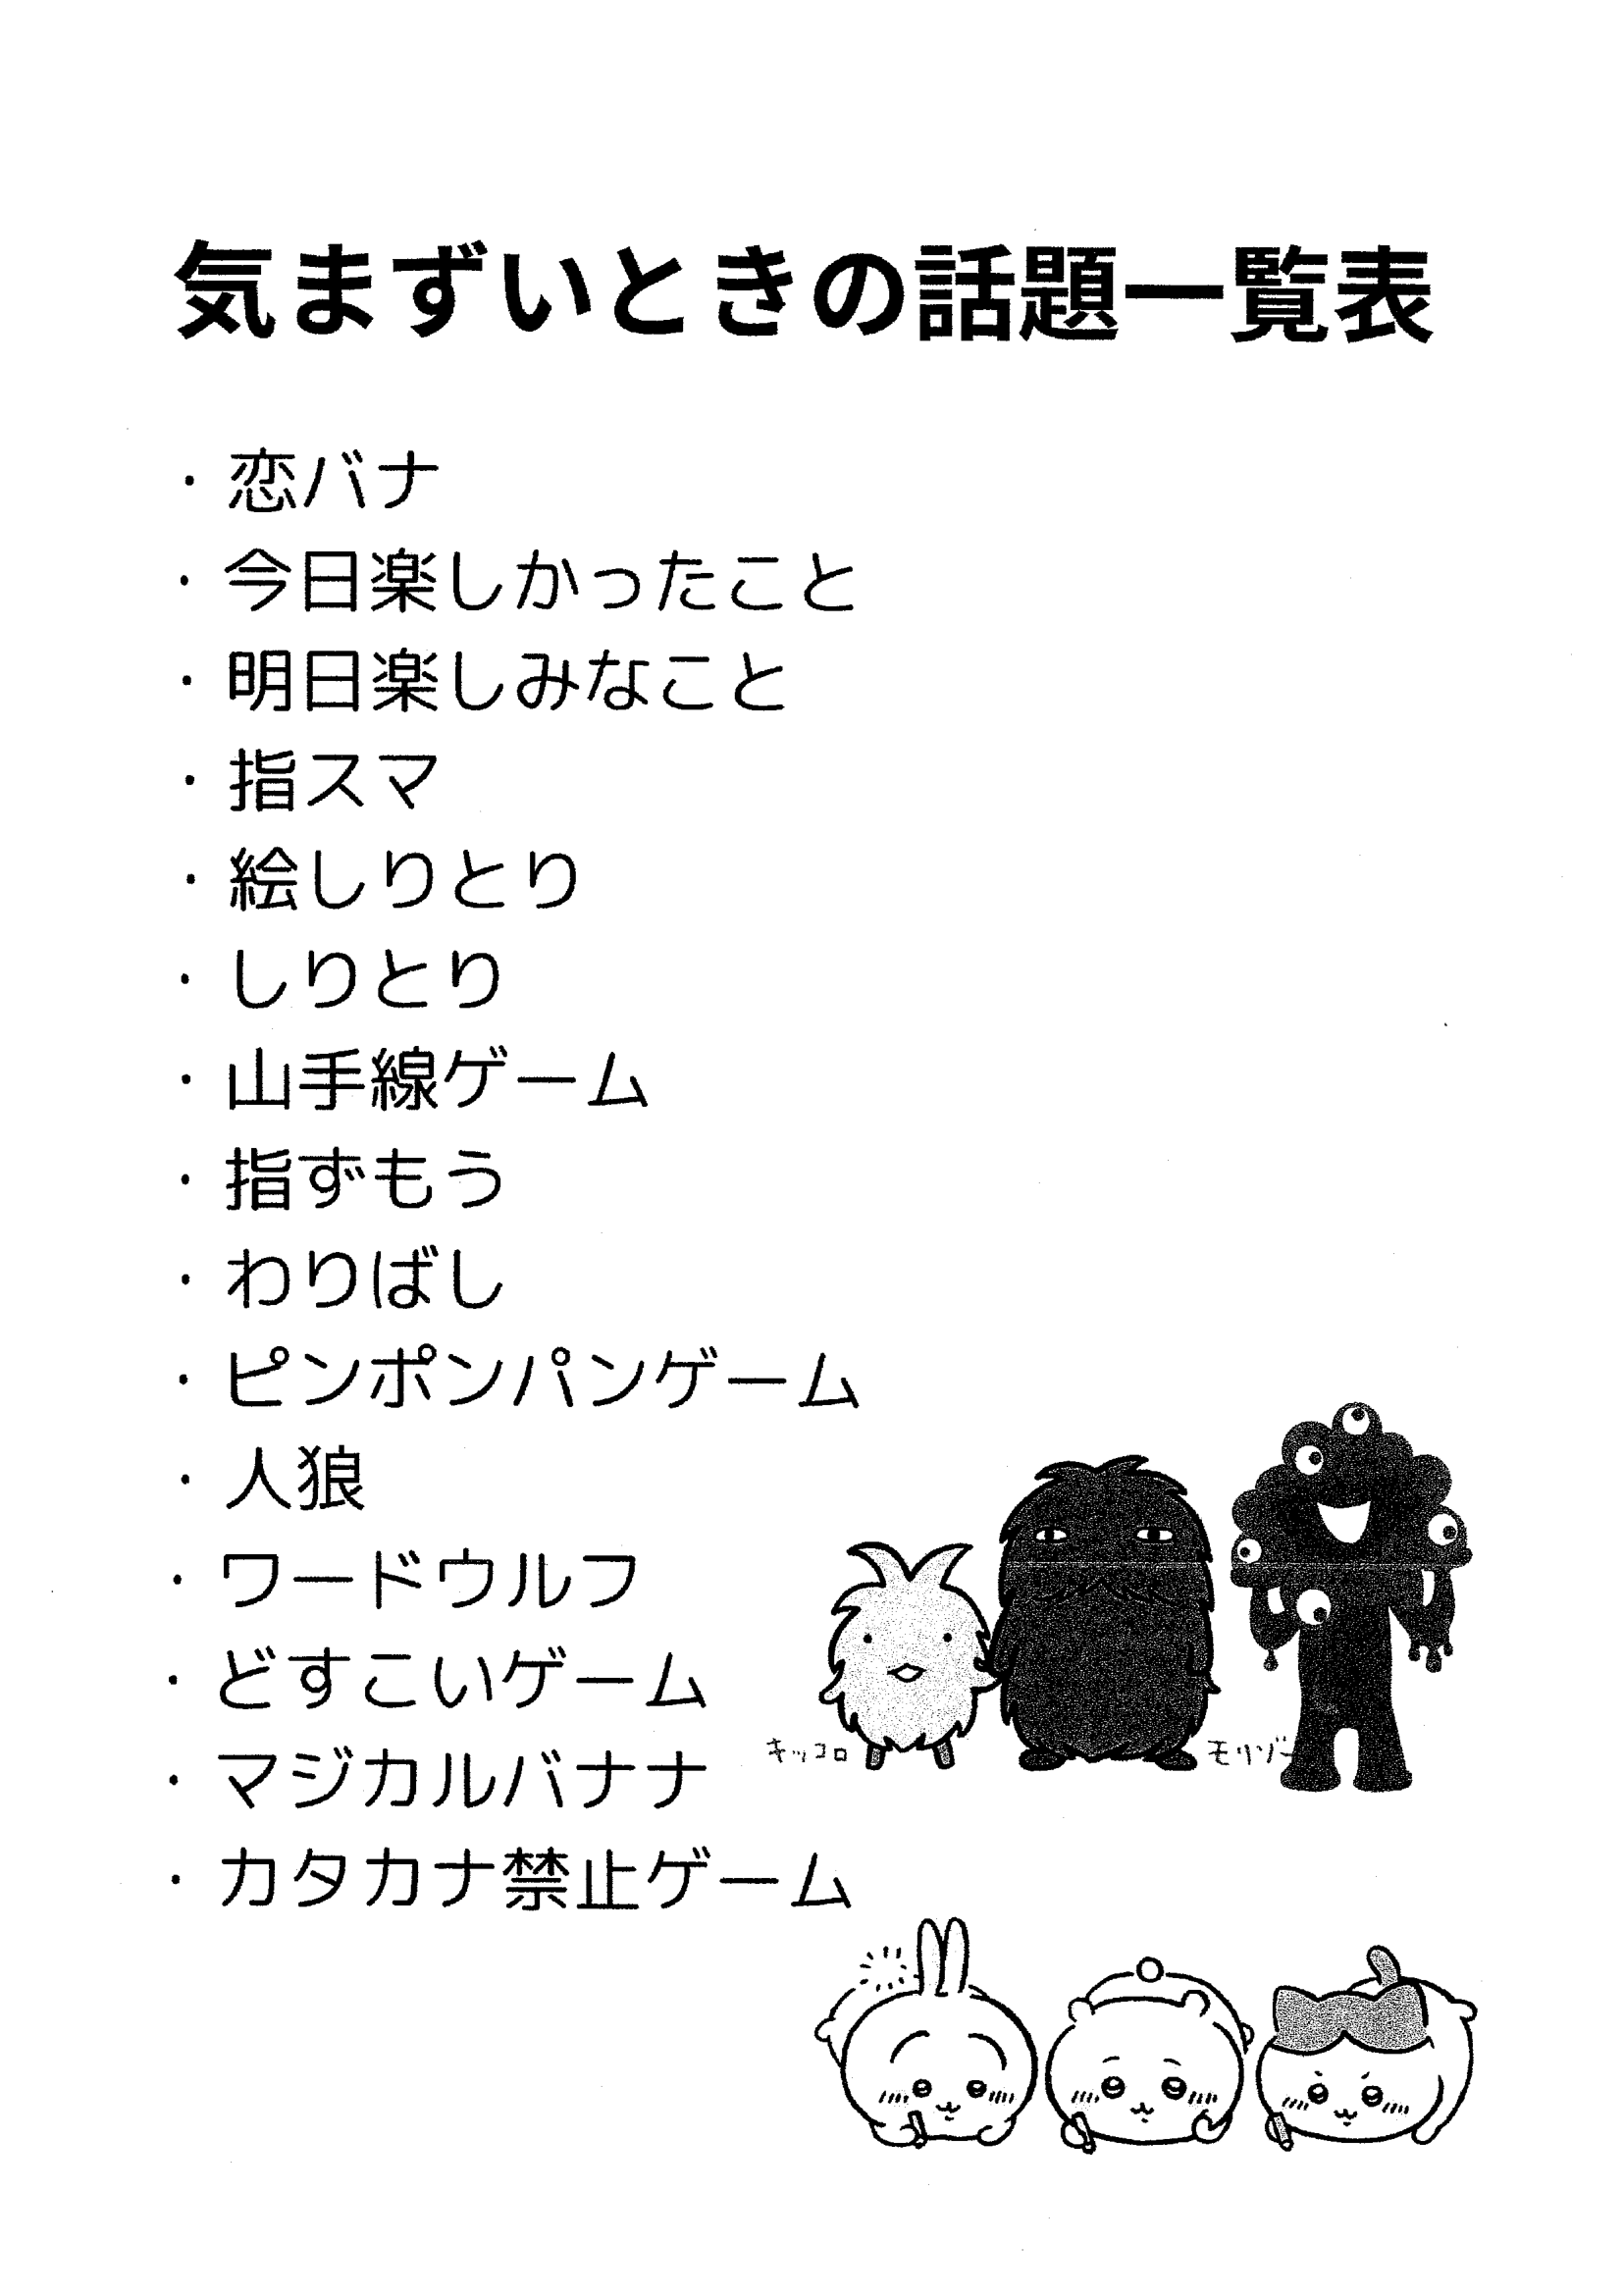 気まずいときの話題一覧表
・恋バナ
・今日楽しかったこと
・明日楽しみなこと
・指スマ
・絵しりとり
・しりとり
・山手線ゲーム
・指ずもう
・わりばし
・ピンポンパンゲーム
・人狼
・ワードウルフ
・どすこいゲーム
・マジカルバナナ
・カタカナ禁止ゲーム
キッコロ
モリゾー